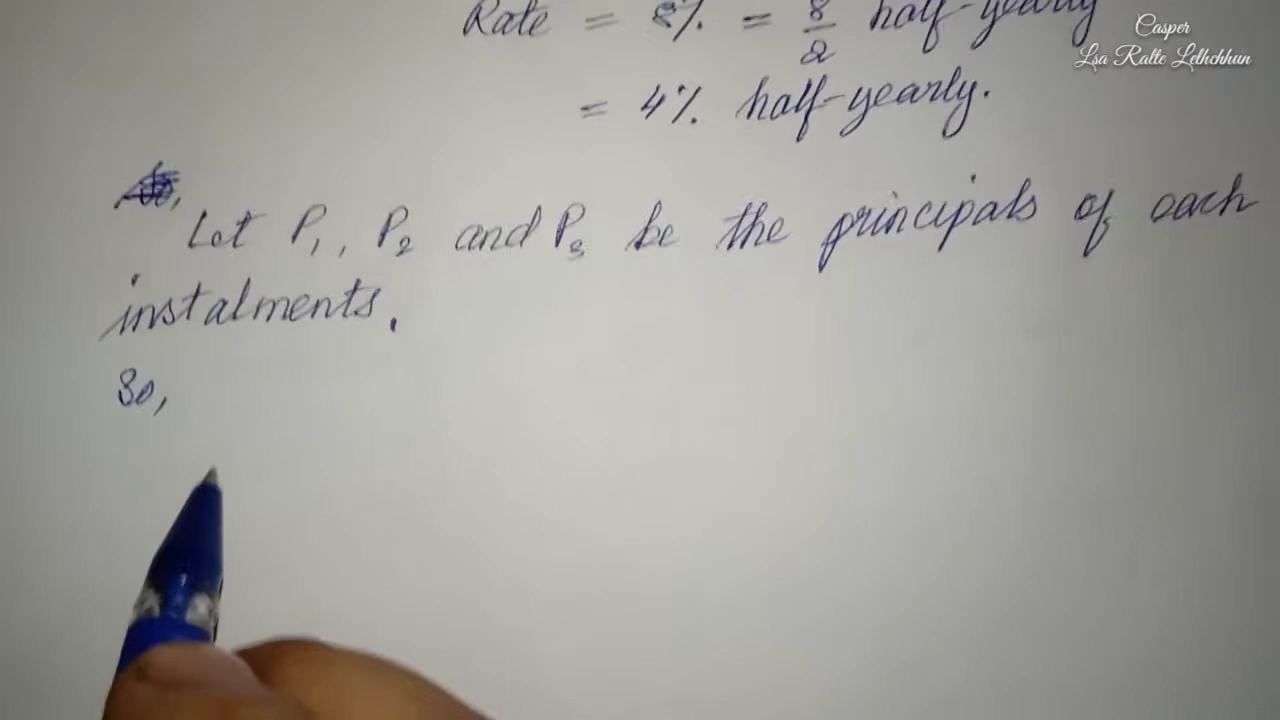 Rate = 8% = 8/2 half-yearly
Casper
Lsa Ralte Lethchhun
= 4% half-yearly.
Let P₁, P₂ and P₃ be the principals of each
instalments.
So,